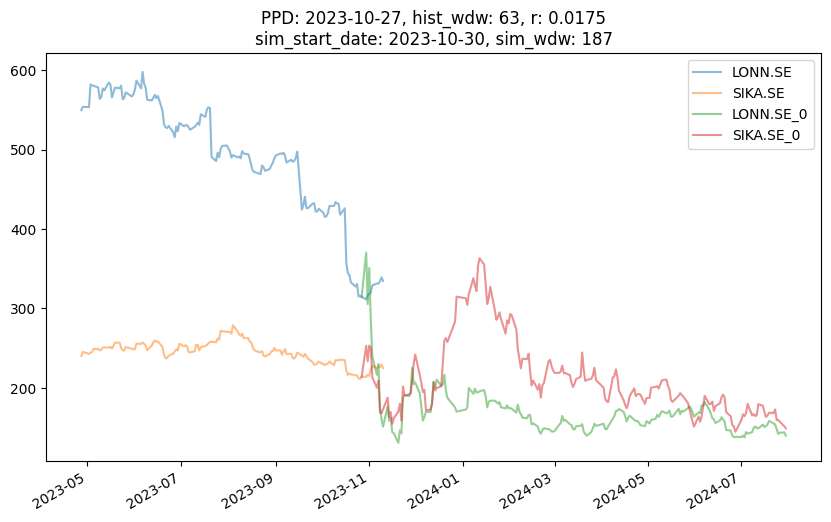 PPD: 2023-10-27, hist_wdw: 63, r: 0.0175
sim_start_date: 2023-10-30, sim_wdw: 187
600
500
400
300
200
LONN.SE
SIKA.SE
LONN.SE_0
SIKA.SE_0
2023-05
2023-07
2023-09
2023-11
2024-01
2024-03
2024-05
2024-07